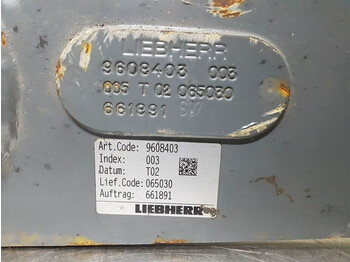 LIEBHERR
9608403 003
005 T 02 065030
661891 S17
Art.Code: 9608403
Index: 003
Datum: T02
Lief.Code: 065030
Auftrag: 661891
LIEBHERR